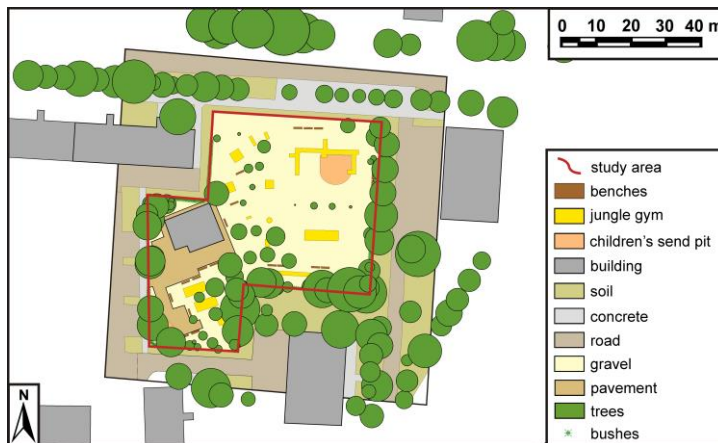 0 10 20 30 40 m
study area
benches
jungle gym
children's send pit
building
soil
concrete
road
gravel
pavement
trees
bushes
N